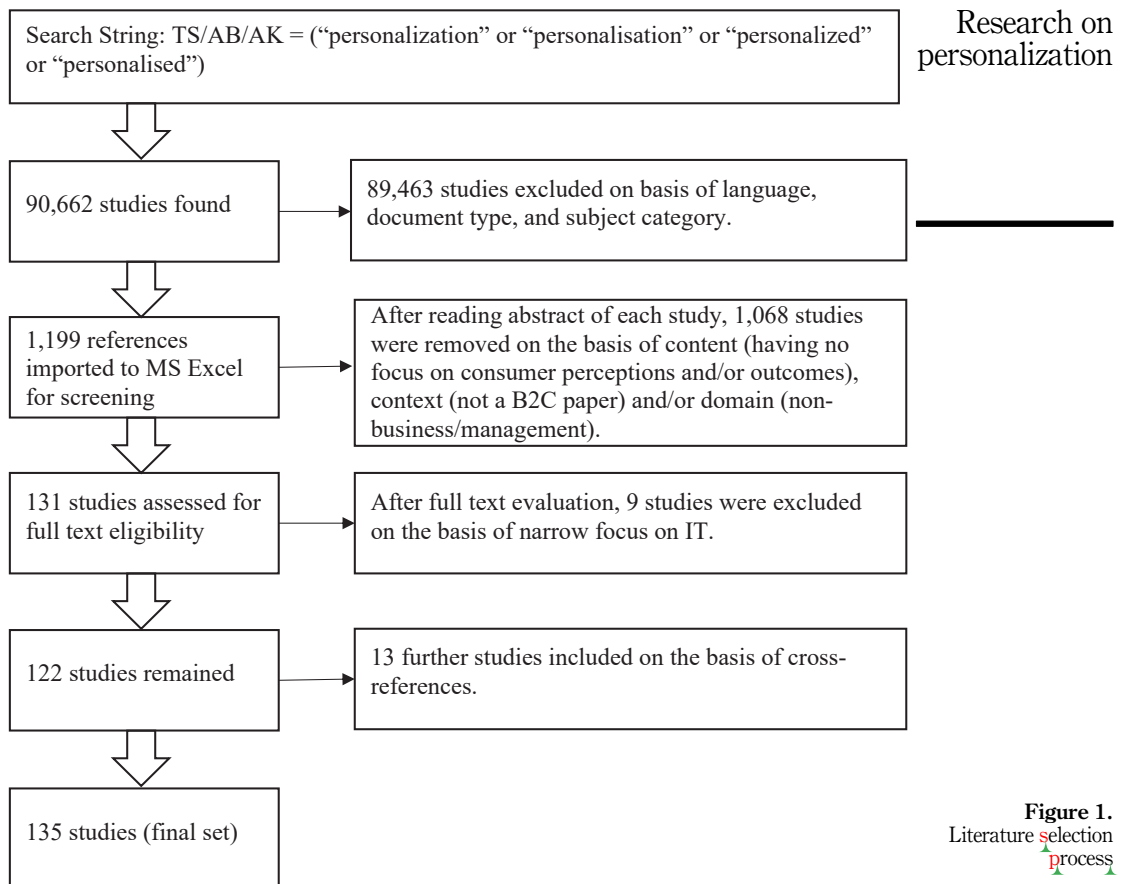 Search String: TS/AB/AK = (“personalization” or “personalisation” or “personalized”
or “personalised”)
Research on
personalization
90,662 studies found
89,463 studies excluded on basis of language,
document type, and subject category.
1,199 references
imported to MS Excel
for screening
After reading abstract of each study, 1,068 studies
were removed on the basis of content (having no
focus on consumer perceptions and/or outcomes),
context (not a B2C paper) and/or domain (non-
business/management).
131 studies assessed for
full text eligibility
After full text evaluation, 9 studies were excluded
on the basis of narrow focus on IT.
122 studies remained
13 further studies included on the basis of cross-
references.
135 studies (final set)
Figure 1.
Literature selection
process